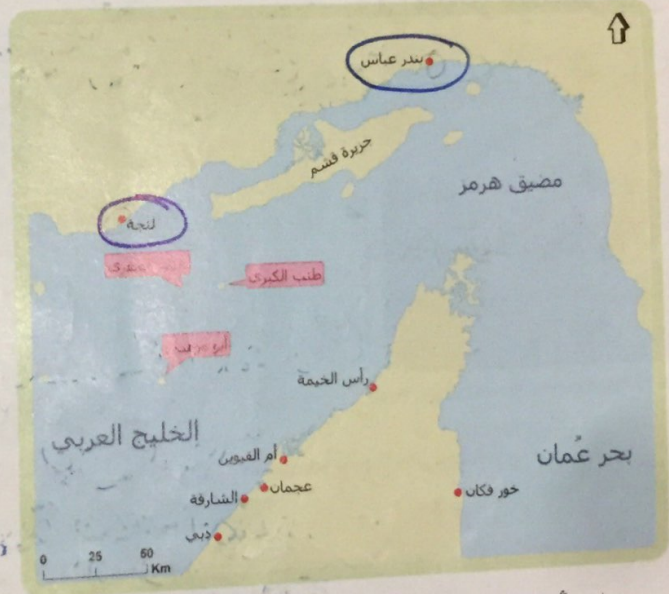 بندر عباس
جزيرة قشم
مضيق هرمز
لنجة
طنب الكبرى
رأس الخيمة
الخليج العربي
أم القيوين
بحر عُمان
عجمان
خور فكان
الشارقة
دبي
0 25 50
Km